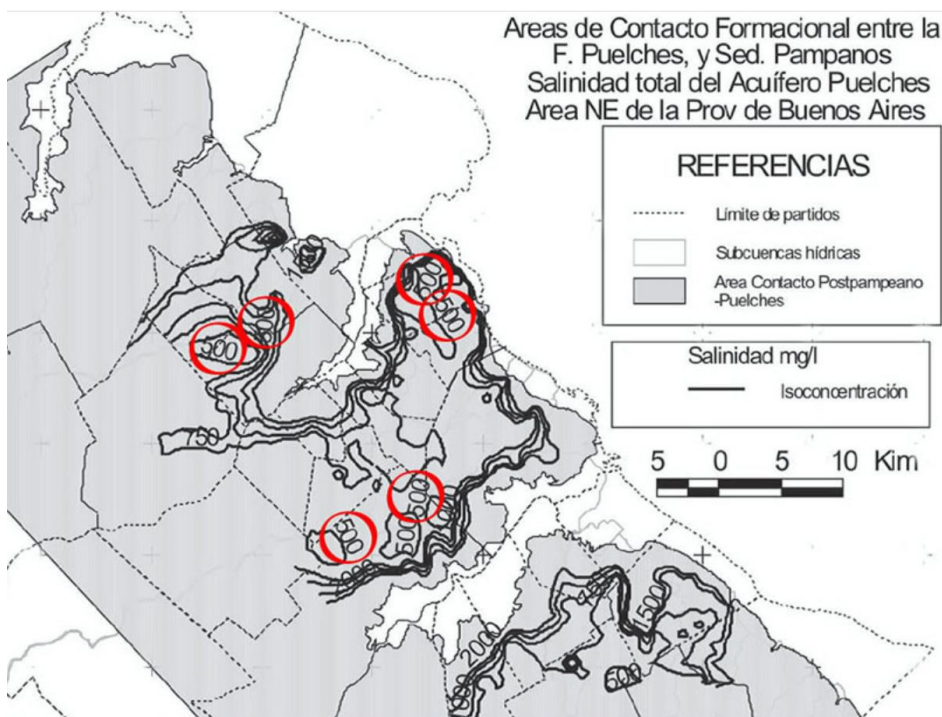 Areas de Contacto Formacional entre la
F. Puelches, y Sed. Pampanos
Salinidad total del Acuífero Puelches
Area NE de la Prov de Buenos Aires
REFERENCIAS
Límite de partidos
Subcuencas hídricas
Area Contacto Postpampeano
-Puelches
Salinidad mg/l
Isoconcentración
5 0 5 10 Kim
500
500
750
500
500
500
200
1500
500